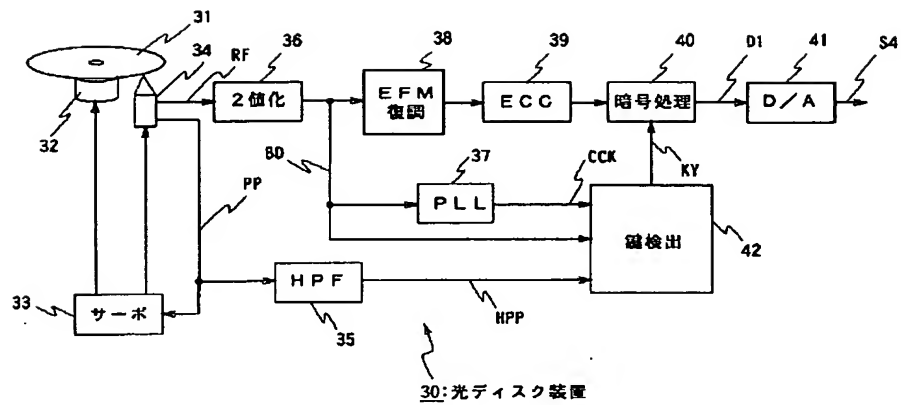 31
34
36
38
39
40
D1
41
S4
RF
2値化
EFM
復調
ECC
暗号処理
D/A
32
BD
37
CCK
KY
PP
PLL
鍵検出
42
33
サーボ
HPF
35
HPP
30:光ディスク装置